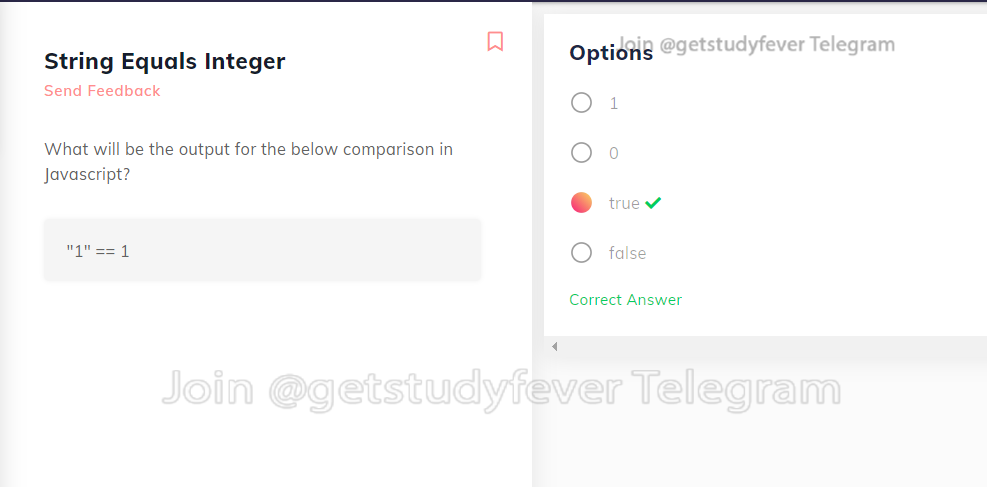 String Equals Integer
Send Feedback
What will be the output for the below comparison in
Javascript?
"1" == 1
Join @getstudyfever Telegram
Options
1
0
true
false
Correct Answer
Join @getstudyfever Telegram